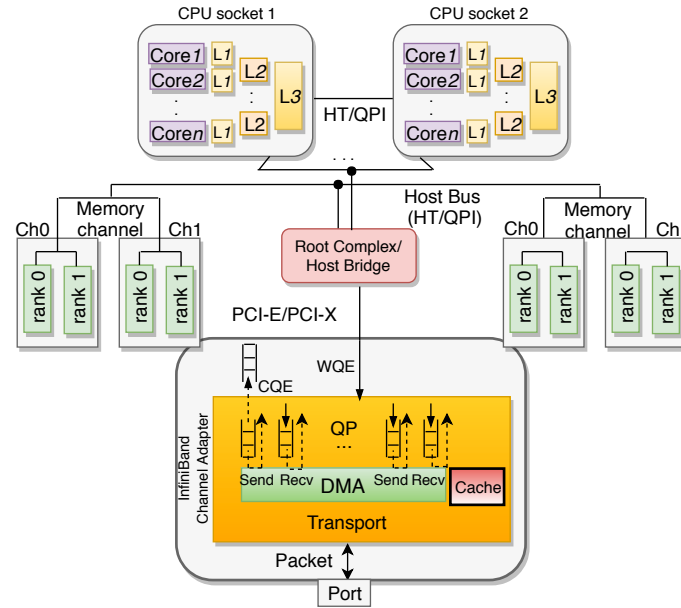 CPU socket 1
CPU socket 2
Core1
L1
L2
L3
Core2
L1
.
.
.
.
Coren
L1
L2
HT/QPI
Core1
L1
L2
L3
Core2
L1
.
.
.
.
Coren
L1
L2
. . .
Host Bus
(HT/QPI)
Memory
channel
Ch0
Ch1
rank 0
rank 1
rank 0
rank 1
Root Complex/
Host Bridge
Memory
channel
Ch0
Ch
rank 0
rank 1
rank 0
rank 1
PCI-E/PCI-X
WQE
CQE
InfiniBand
Channel Adapter
QP
...
Send
Recv
DMA
Send
Recv
Cache
Transport
Packet
Port